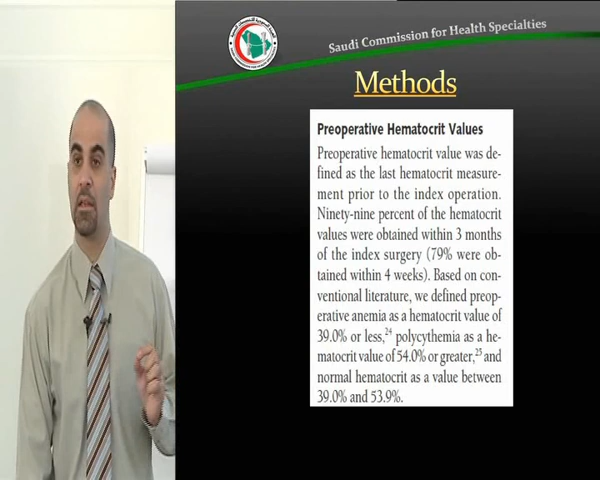 Saudi Commission for Health Specialties
Methods
Preoperative Hematocrit Values
Preoperative hematocrit value was de-
fined as the last hematocrit measure-
ment prior to the index operation.
Ninety-nine percent of the hematocrit
values were obtained within 3 months
of the index surgery (79% were ob-
tained within 4 weeks). Based on con-
ventional literature, we defined preop-
erative anemia as a hematocrit value of
39.0% or less,24 polycythemia as a he-
matocrit value of 54.0% or greater,25 and
normal hematocrit as a value between
39.0% and 53.9%.